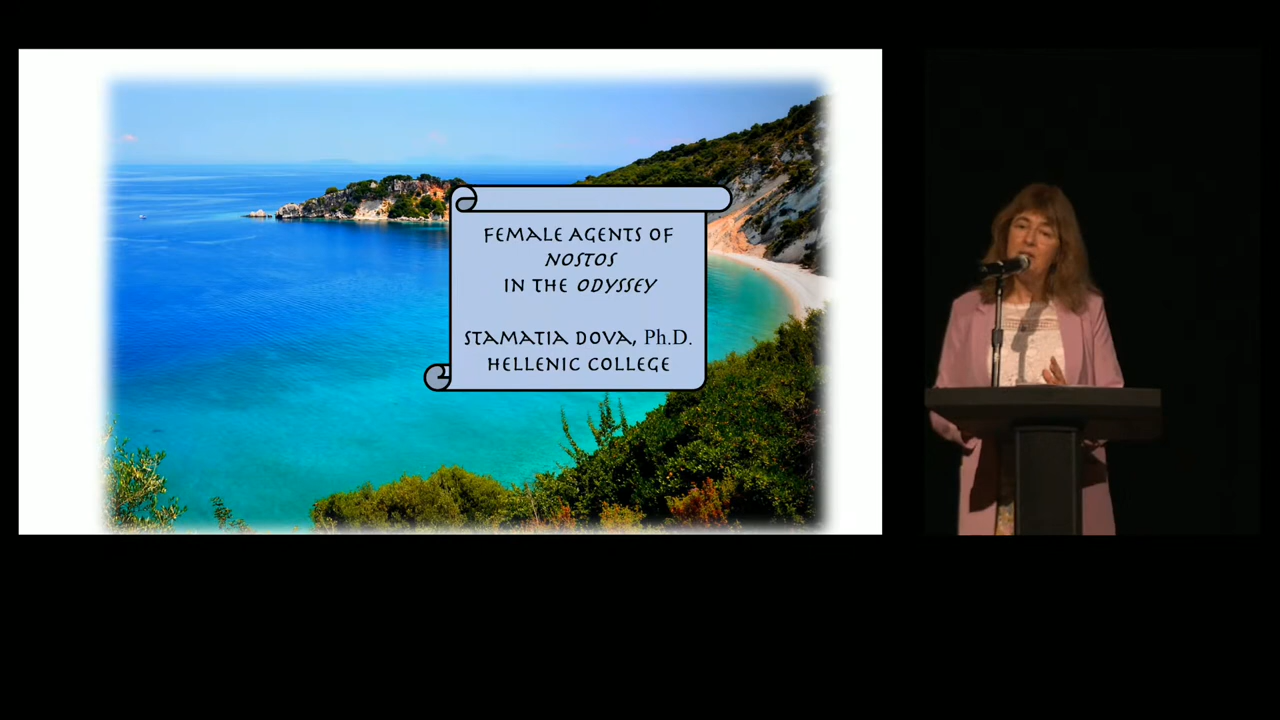 FEMALE AGENTS OF
NOSTOS
IN THE ODYSSEY
STAMATIA DOVA, Ph.D.
HELLENIC COLLEGE